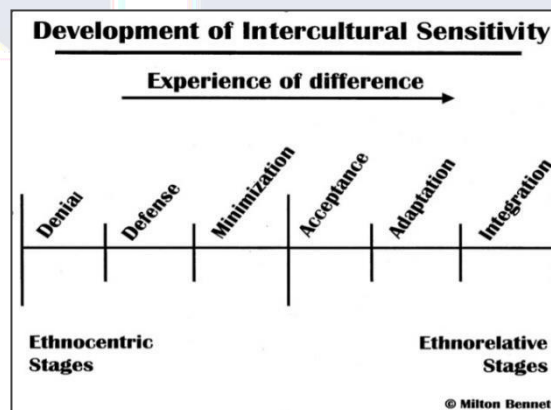 Development of Intercultural Sensitivity
Experience of difference
Denial
Defense
Minimization
Acceptance
Adaptation
Integration
Ethnocentric
Stages
Ethnorelative
Stages
© Milton Bennet